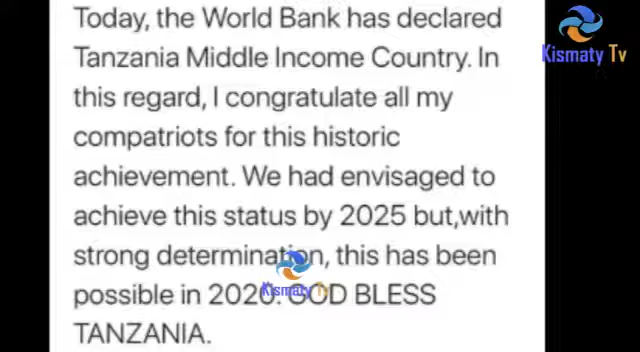 Today, the World Bank has declared
Tanzania Middle Income Country. In
this regard, I congratulate all my
compatriots for this historic
achievement. We had envisaged to
achieve this status by 2025 but,with
strong determination, this has been
possible in 2020. GOD BLESS
TANZANIA.
Kismaty Tv
Kismaty Tv